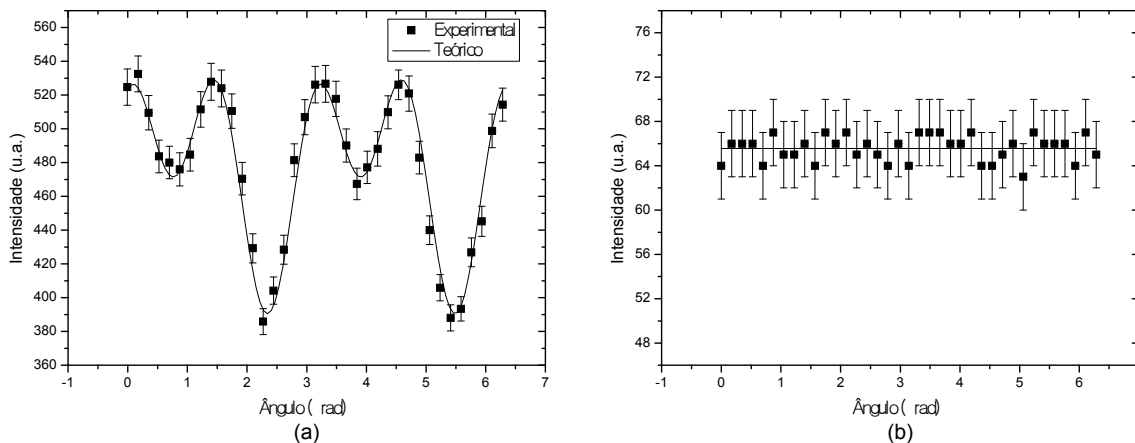 560
540
520
500
480
460
440
420
400
380
360
-1 0 1 2 3 4 5 6 7
Intensidade (u.a.)
Ângulo ( rad)
Experimental
Teórico
(a)
76
72
68
64
60
56
52
48
-1 0 1 2 3 4 5 6
Intensidade (u.a.)
Ângulo ( rad)
(b)